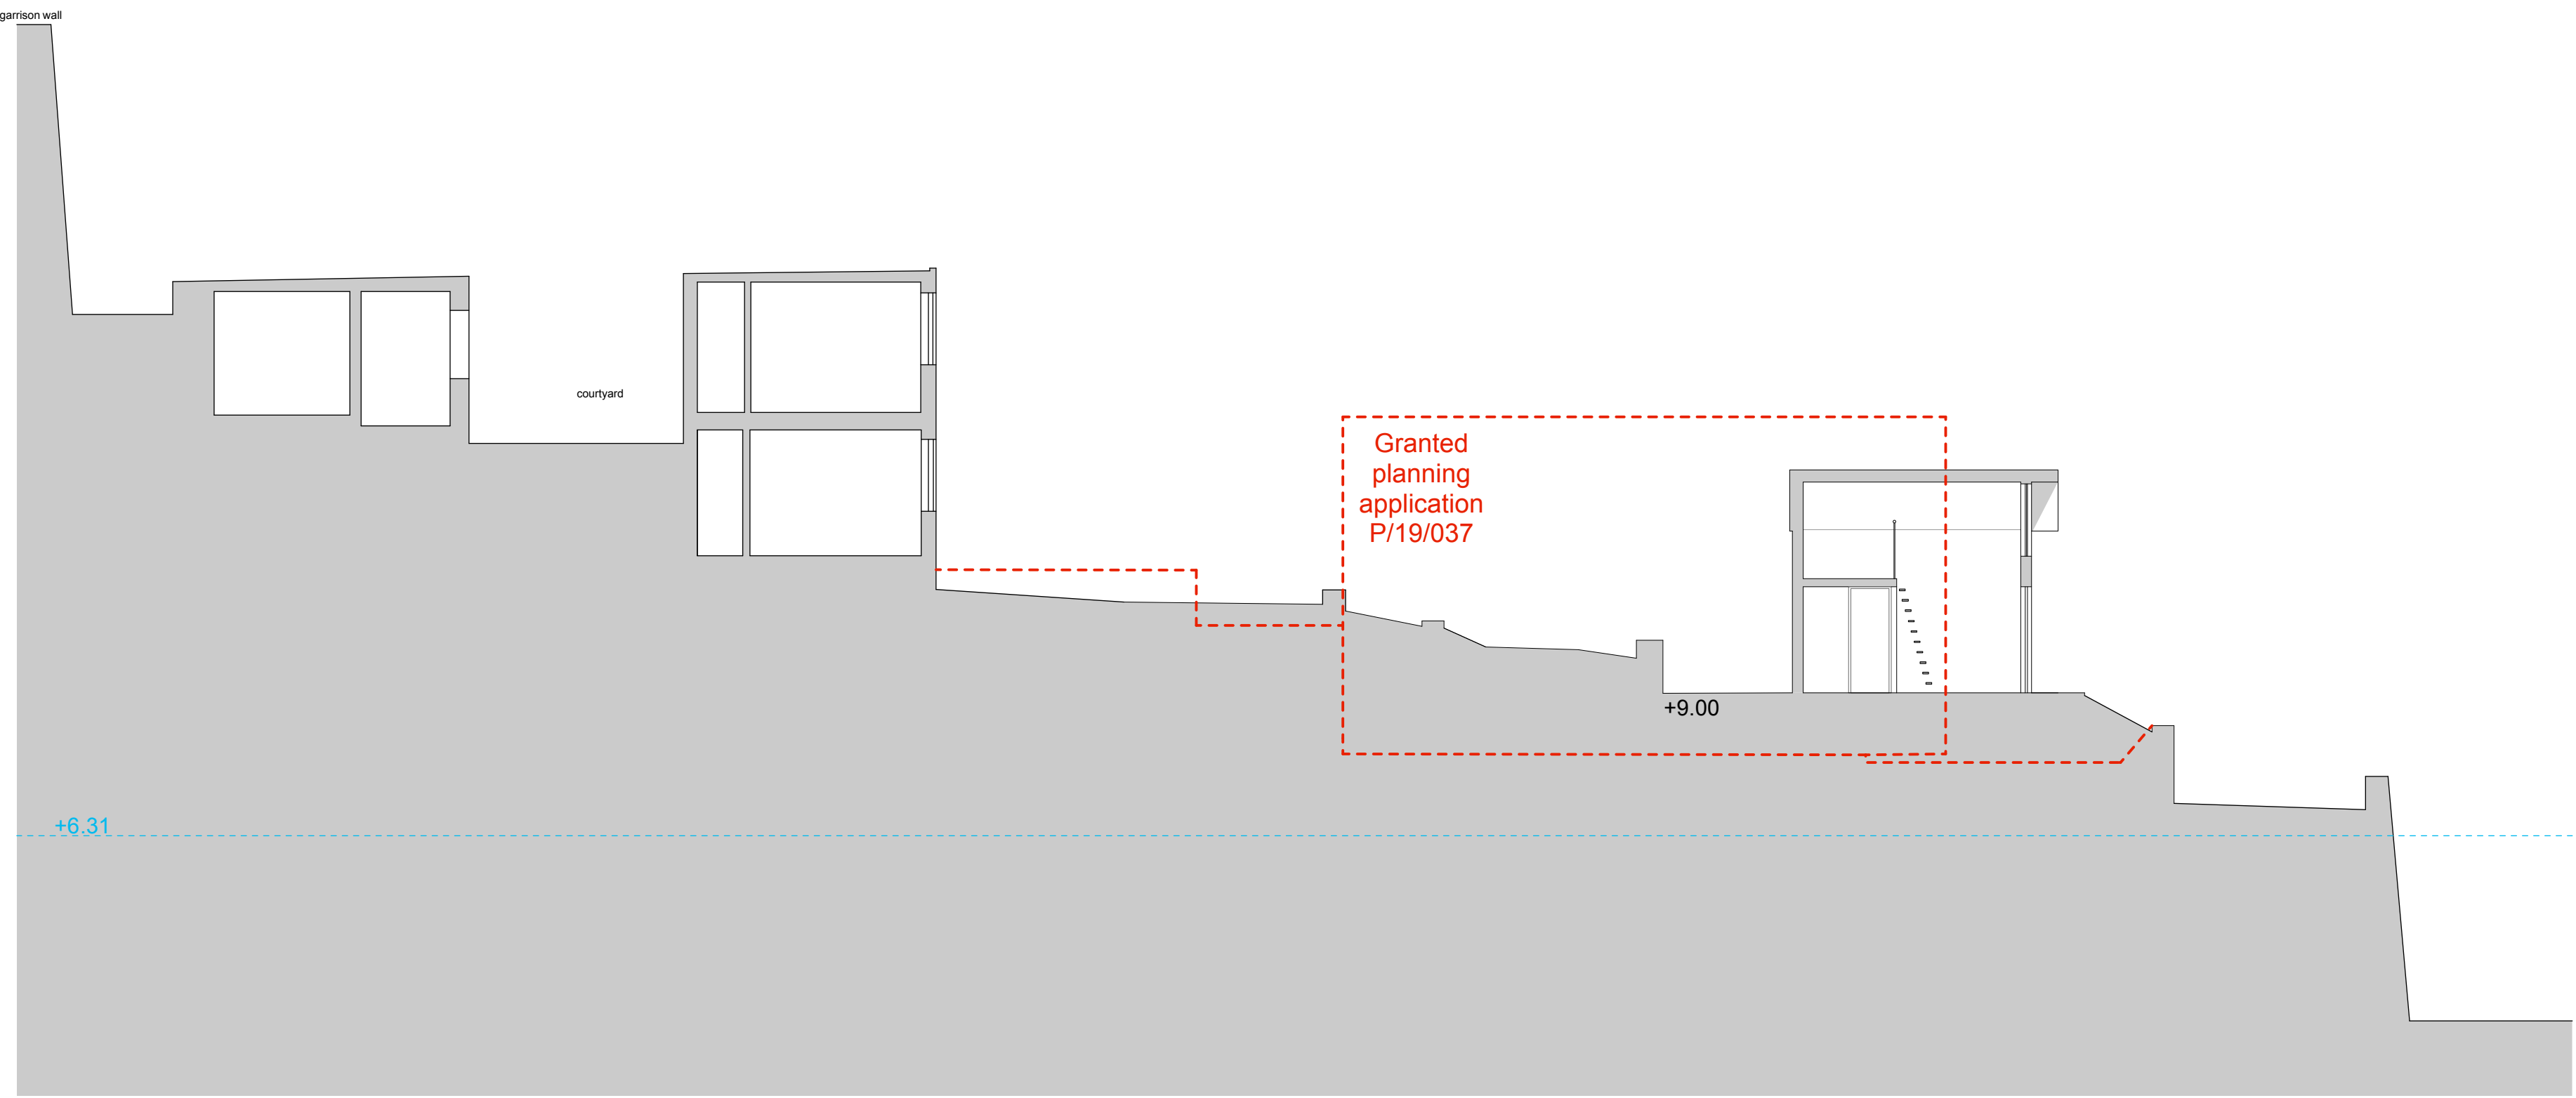 garrison wall
courtyard
Granted
planning
application
P/19/037
+9.00
+6.31